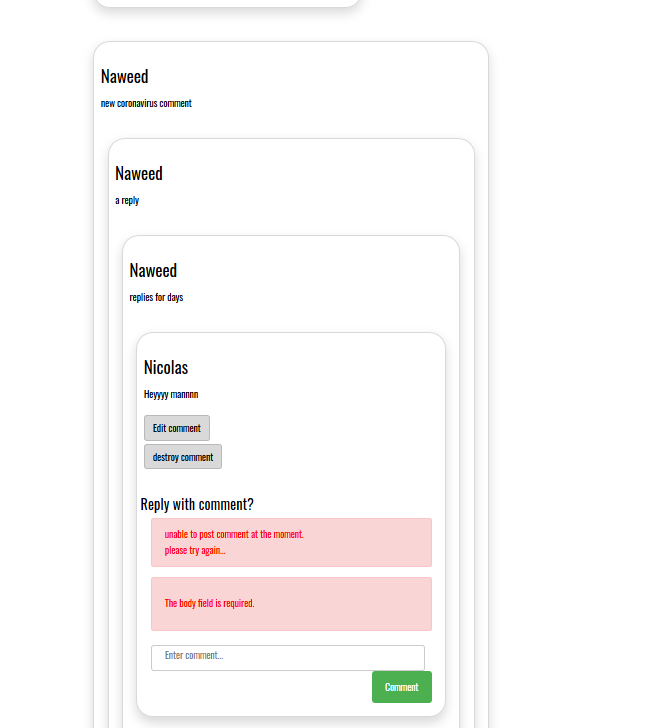 Naweed
new coronavirus comment
Naweed
a reply
Naweed
replies for days
Nicolas
Heyyyy mannnn
Edit comment
destroy comment
Reply with comment?
unable to post comment at the moment.
please try again...
The body field is required.
Enter comment...
Comment